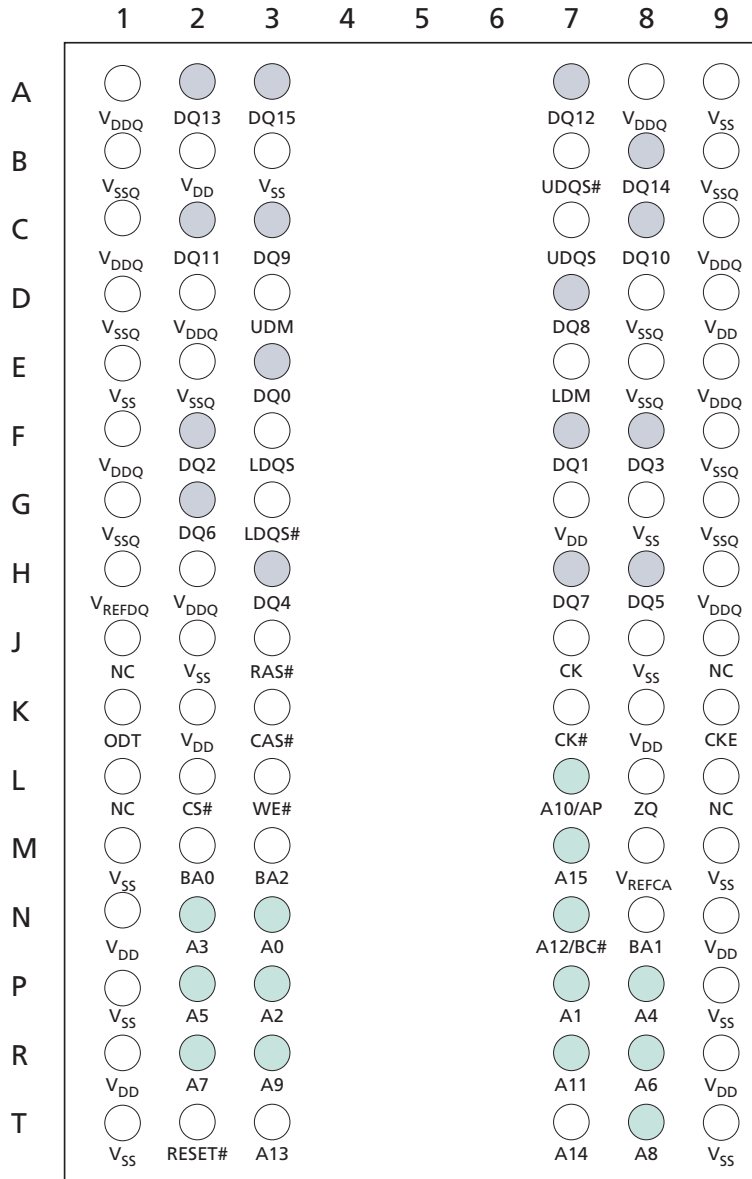 1 2 3 4 5 6 7 8 9
A
VDDQ DQ13 DQ15 DQ12 VDDQ VSS
B
VSSQ VDD VSS UDQS# DQ14 VSSQ
C
VDDQ DQ11 DQ9 UDQS DQ10 VDDQ
D
VSSQ VDDQ UDM DQ8 VSSQ VDD
E
VSS VSSQ DQ0 LDM VSSQ VDDQ
F
VDDQ DQ2 LDQS DQ1 DQ3 VSSQ
G
VSSQ DQ6 LDQS# VDD VSS VSSQ
H
VREFDQ VDDQ DQ4 DQ7 DQ5 VDDQ
J
NC VSS RAS# CK VSS NC
K
ODT VDD CAS# CK# VDD CKE
L
NC CS# WE# A10/AP ZQ NC
M
VSS BA0 BA2 A15 VREFCA VSS
N
VDD A3 A0 A12/BC# BA1 VDD
P
VSS A5 A2 A1 A4 VSS
R
VDD A7 A9 A11 A6 VDD
T
VSS RESET# A13 A14 A8 VSS